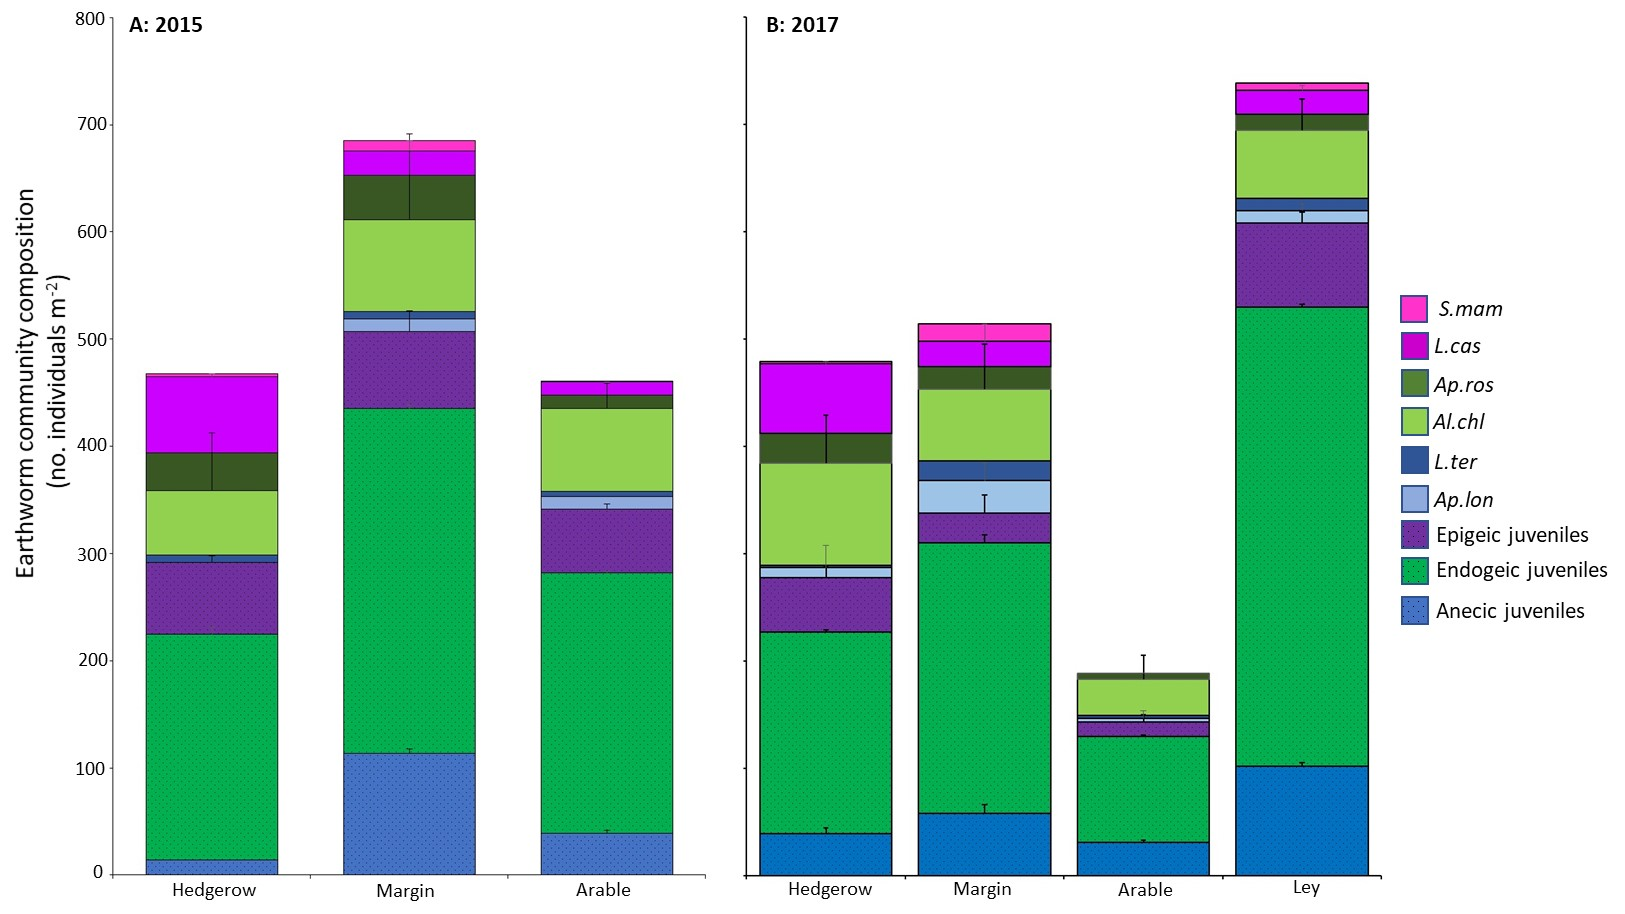 A: 2015
B: 2017
Earthworm community composition
(no. individuals m-2)
800
700
600
500
400
300
200
100
0
Hedgerow
Margin
Arable
Hedgerow
Margin
Arable
Ley
S.mam
L.cas
Ap.ros
Al.chl
L.ter
Ap.lon
Epigeic juveniles
Endogeic juveniles
Anecic juveniles